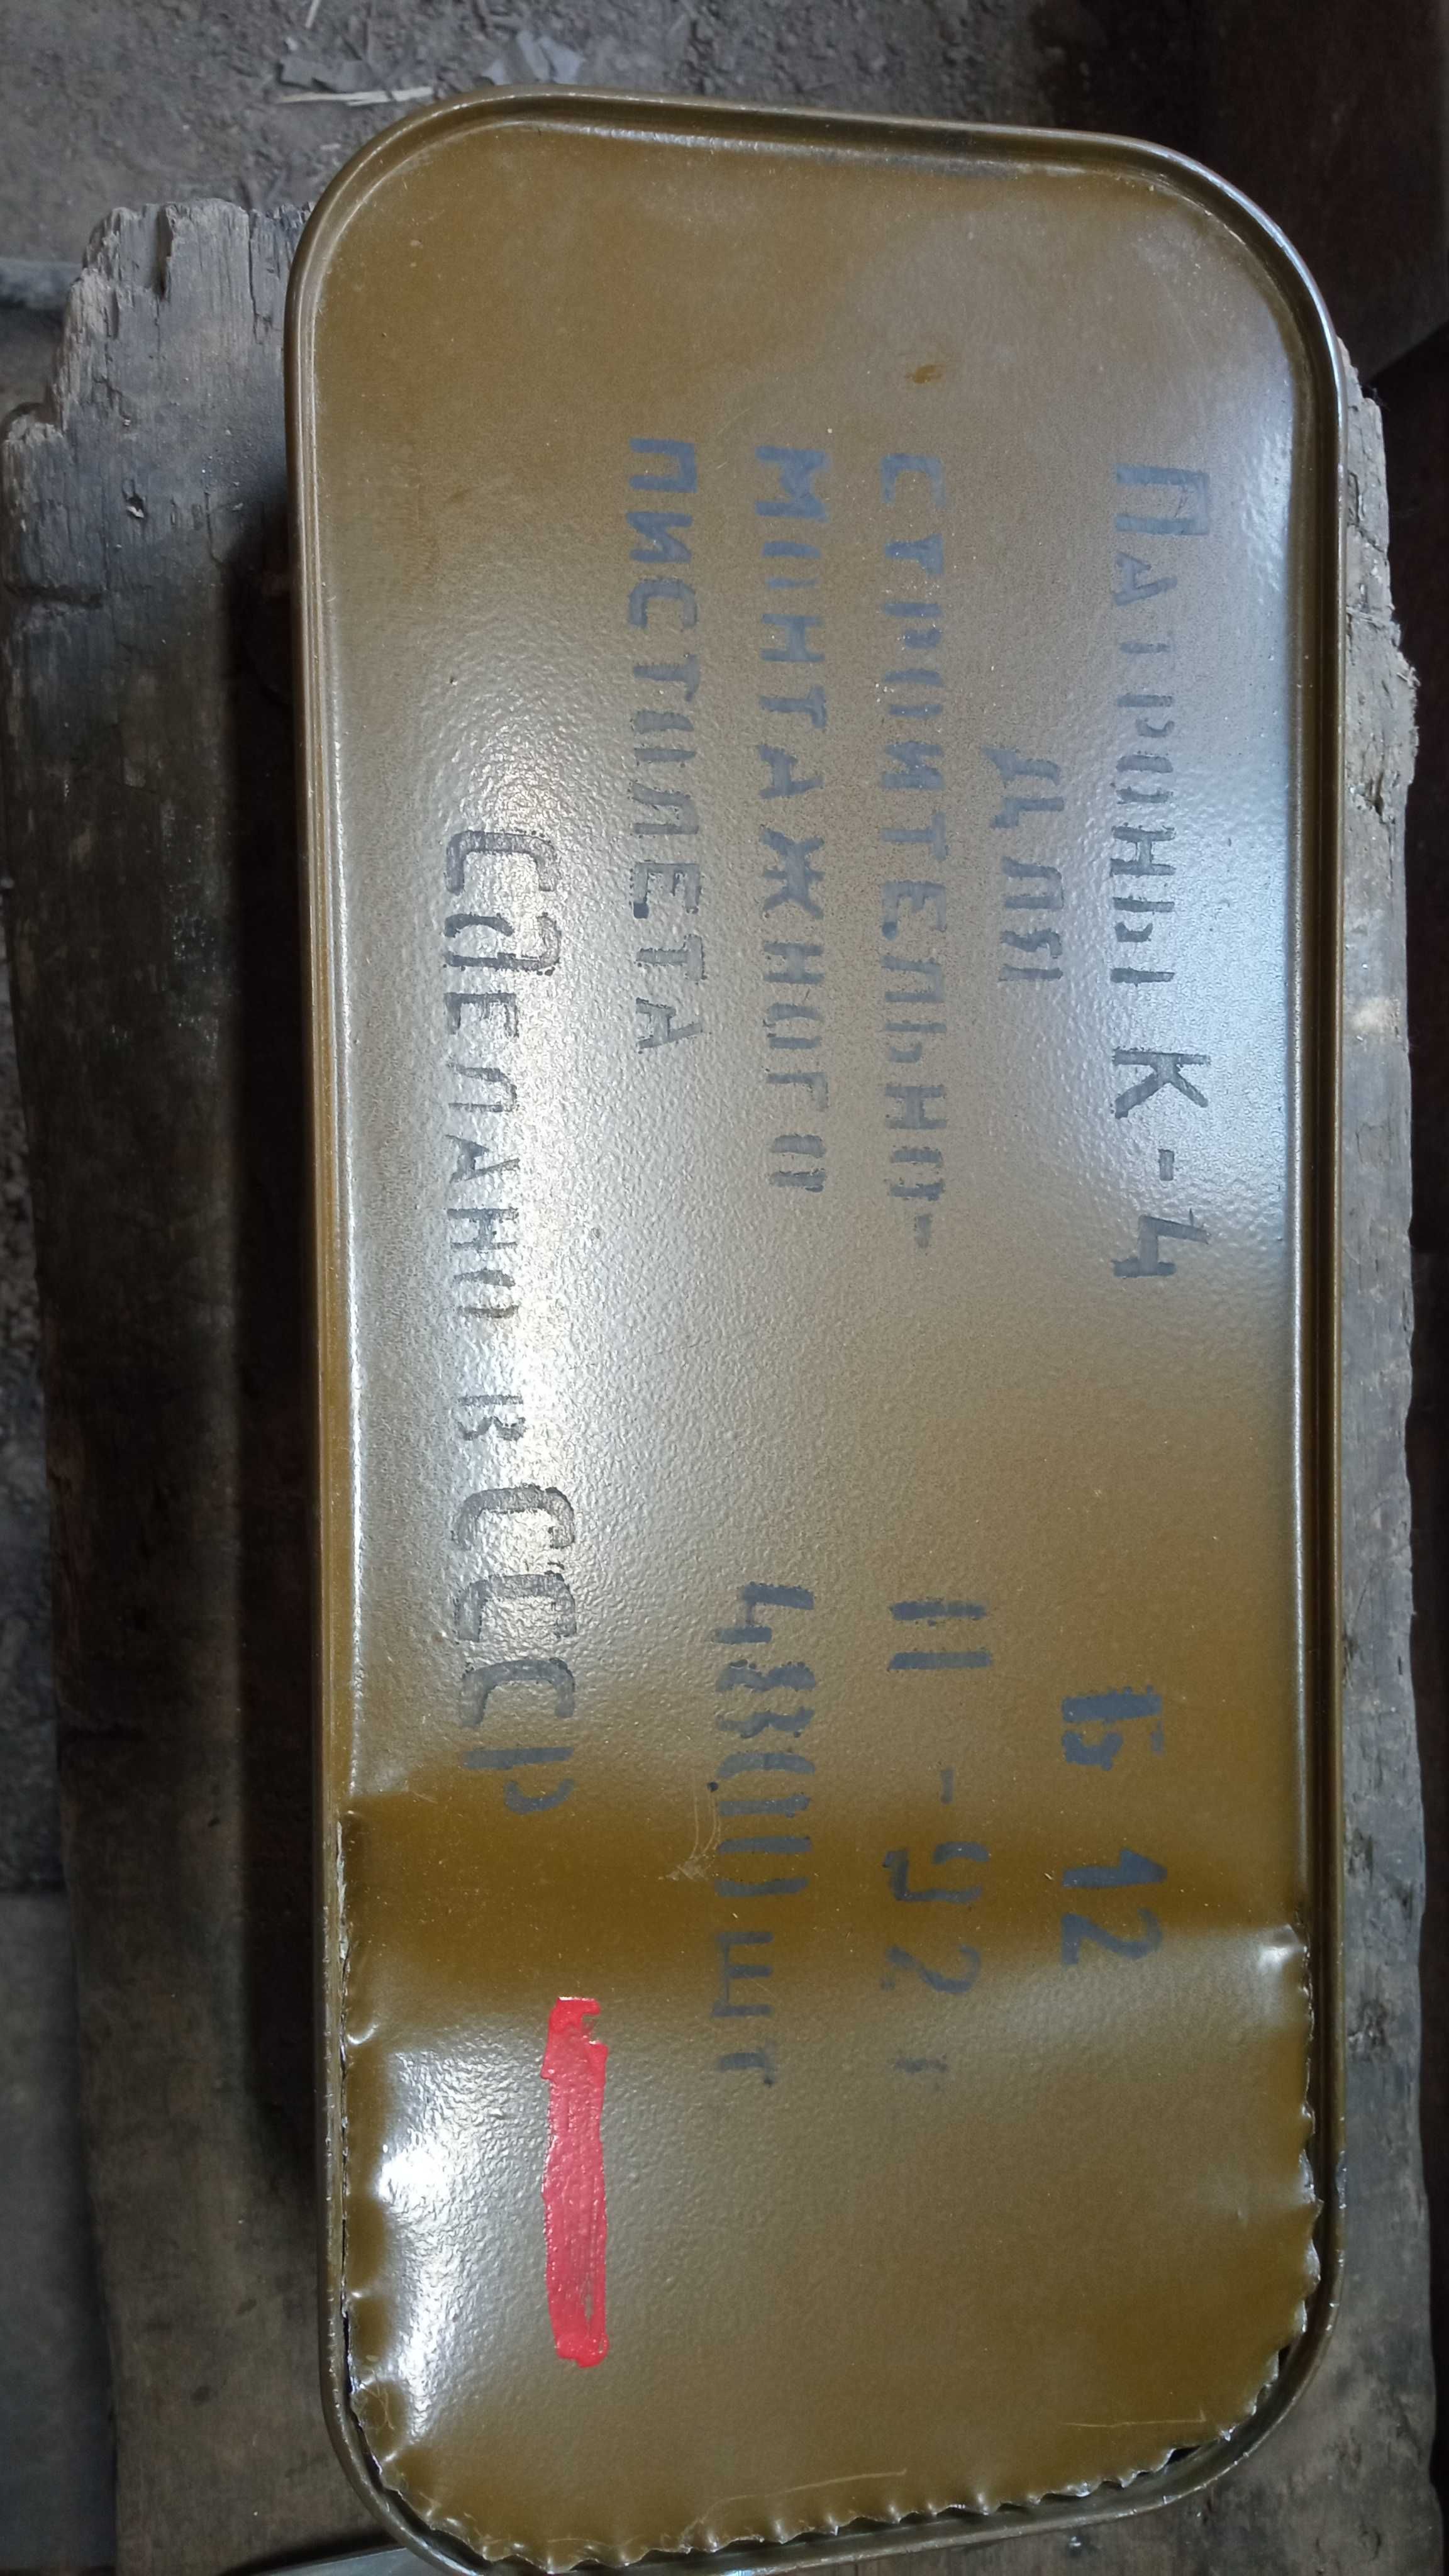 Патроны К-4
для
строительно-
монтажного
пистолета
Б 12
11-92 г
4800 шт
Сделано в СССР